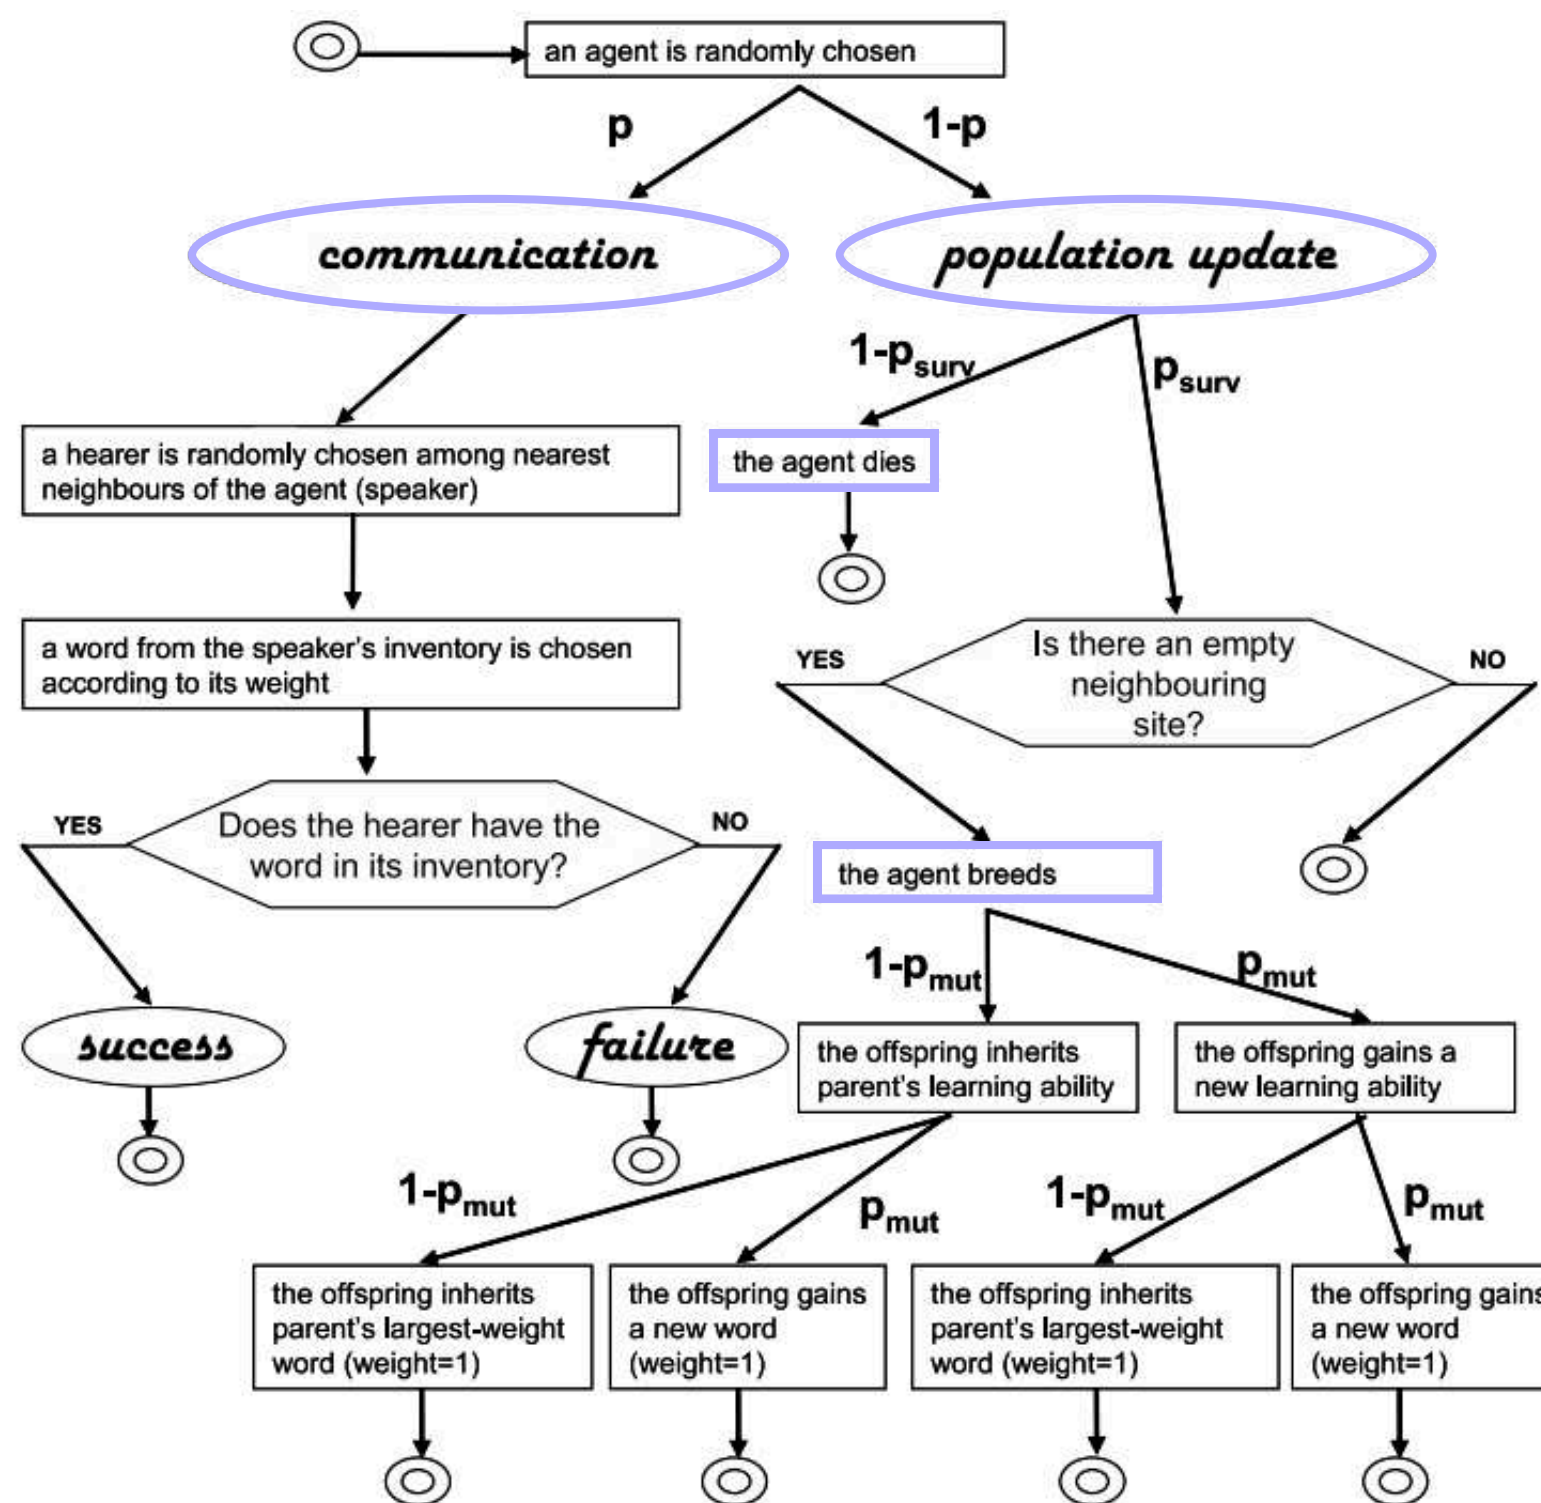 an agent is randomly chosen
p
1-p
communication
population update
1-psurv
psurv
a hearer is randomly chosen among nearest
neighbours of the agent (speaker)
the agent dies
a word from the speaker's inventory is chosen
according to its weight
YES
Is there an empty
neighbouring
site?
NO
YES
Does the hearer have the
word in its inventory?
NO
the agent breeds
1-pmut
pmut
success
failure
the offspring inherits
parent's learning ability
the offspring gains a
new learning ability
1-pmut
pmut
1-pmut
pmut
the offspring inherits
parent's largest-weight
word (weight=1)
the offspring gains
a new word
(weight=1)
the offspring inherits
parent's largest-weight
word (weight=1)
the offspring gains
a new word
(weight=1)